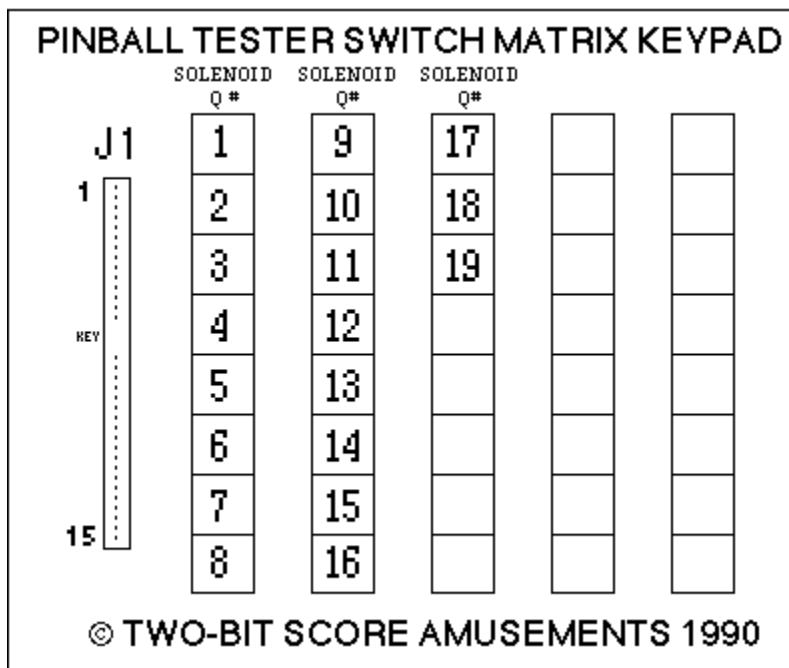 PINBALL TESTER SWITCH MATRIX KEYPAD
SOLENOID SOLENOID SOLENOID
Q # Q# Q#
J1 1 9 17
1
2 10 18
3 11 19
KEY 4 12
5 13
6 14
7 15
15
8 16
© TWO-BIT SCORE AMUSEMENTS 1990